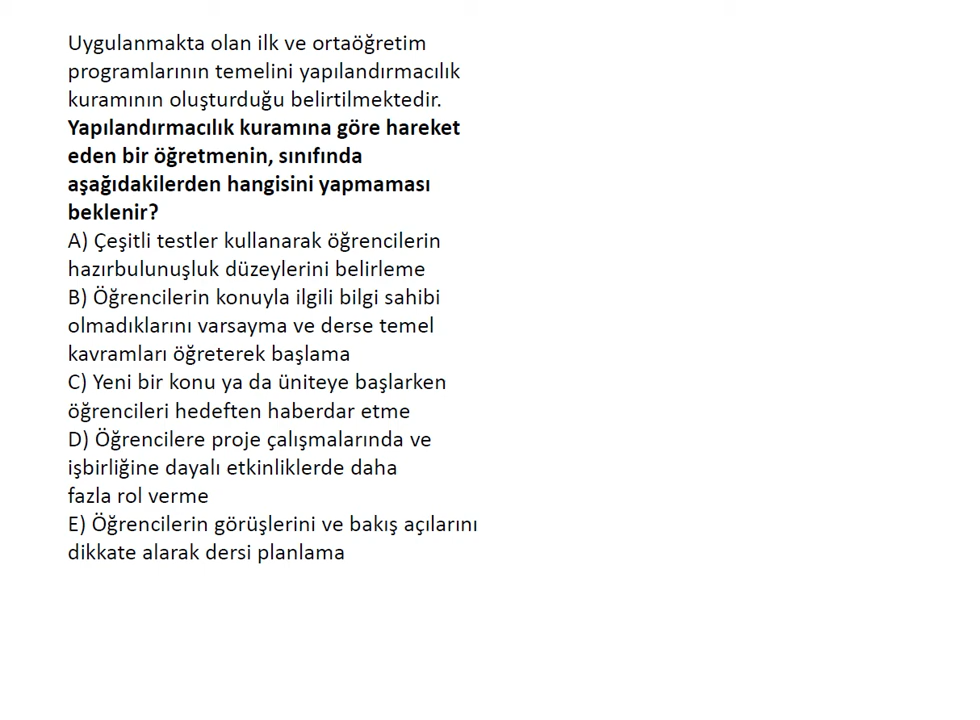 Uygulanmakta olan ilk ve ortaöğretim
programlarının temelini yapılandırmacılık
kuramının oluşturduğu belirtilmektedir.
Yapılandırmacılık kuramına göre hareket
eden bir öğretmenin, sınıfında
aşağıdakilerden hangisini yapmaması
beklenir?
A) Çeşitli testler kullanarak öğrencilerin
hazırbulunuşluk düzeylerini belirleme
B) Öğrencilerin konuyla ilgili bilgi sahibi
olmadıklarını varsayma ve derse temel
kavramları öğreterek başlama
C) Yeni bir konu ya da üniteye başlarken
öğrencileri hedeften haberdar etme
D) Öğrencilere proje çalışmalarında ve
işbirliğine dayalı etkinliklerde daha
fazla rol verme
E) Öğrencilerin görüşlerini ve bakış açılarını
dikkate alarak dersi planlama